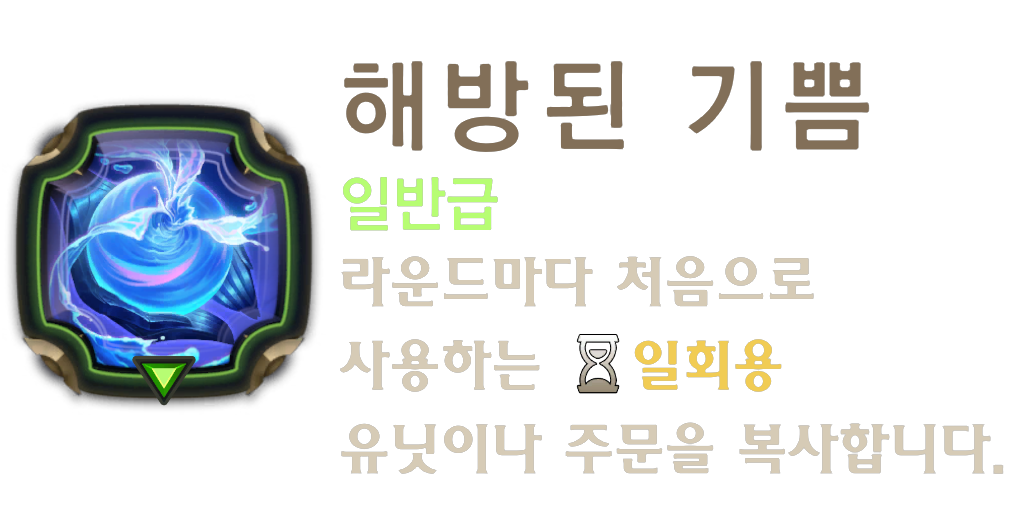 해방된 기쁨
일반급
라운드마다 처음으로
사용하는 일회용
유닛이나 주문을 복사합니다.